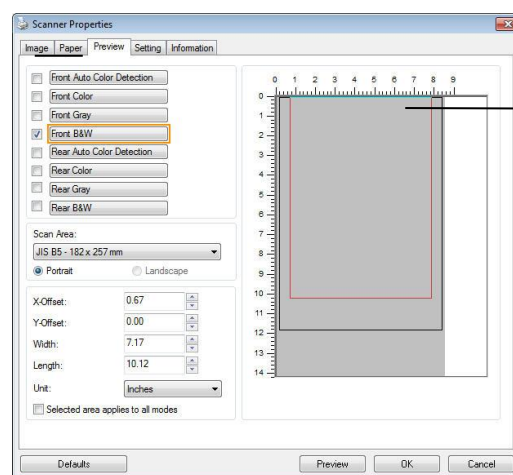 Scanner Properties
Image Paper Preview Setting Information
Front Auto Color Detection
Front Color
Front Gray
Front B&W
Rear Auto Color Detection
Rear Color
Rear Gray
Rear B&W
Scan Area:
JIS B5 - 182 x 257 mm
Portrait Landscape
X-Offset: 0.67
Y-Offset: 0.00
Width: 7.17
Length: 10.12
Unit: Inches
Selected area applies to all modes
0 1 2 3 4 5 6 7 8 9
0
1
2
3
4
5
6
7
8
9
10
11
12
13
14
Defaults Preview OK Cancel